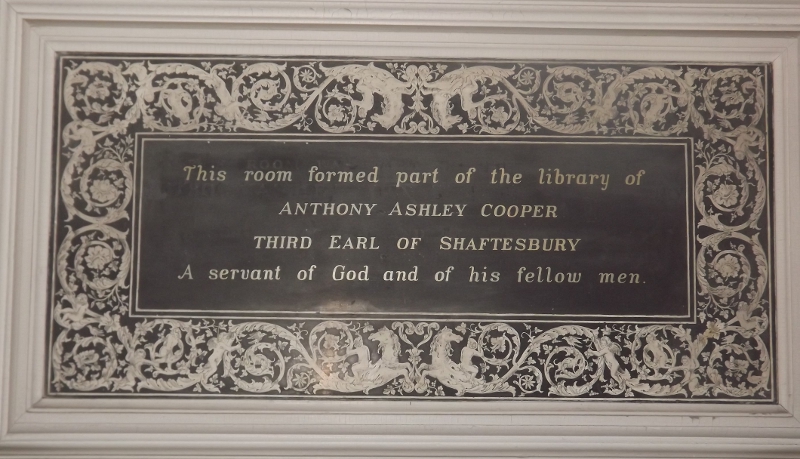 This room formed part of the library of
ANTHONY ASHLEY COOPER
THIRD EARL OF SHAFTESBURY
A servant of God and of his fellow men.